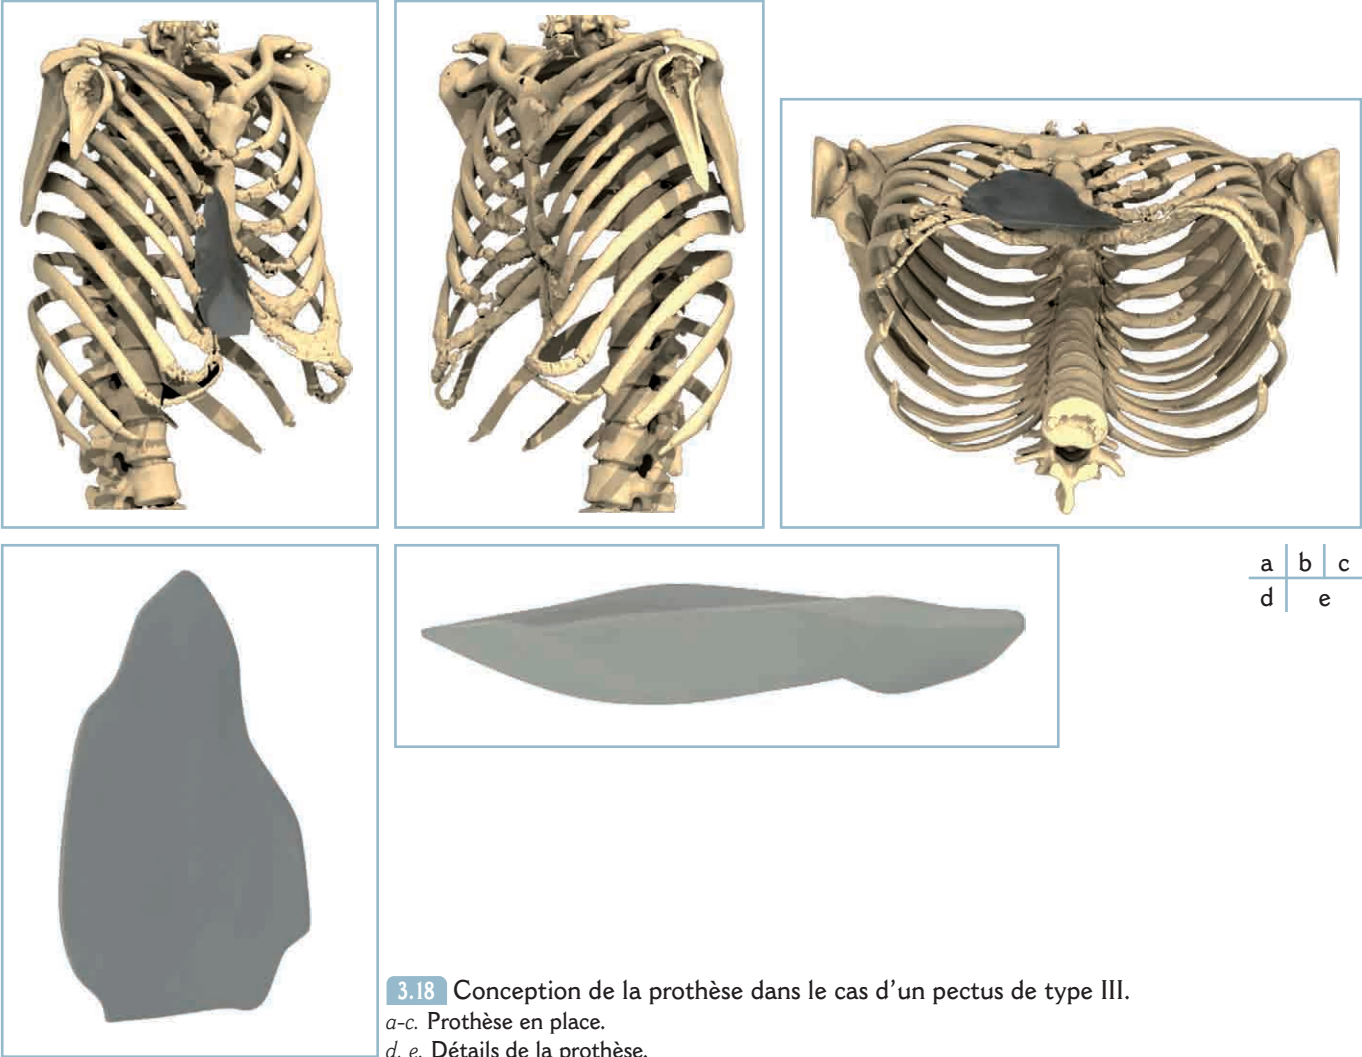 a b c
d e
3.18 Conception de la prothèse dans le cas d'un pectus de type III.
a-c. Prothèse en place.
d, e. Détails de la prothèse.